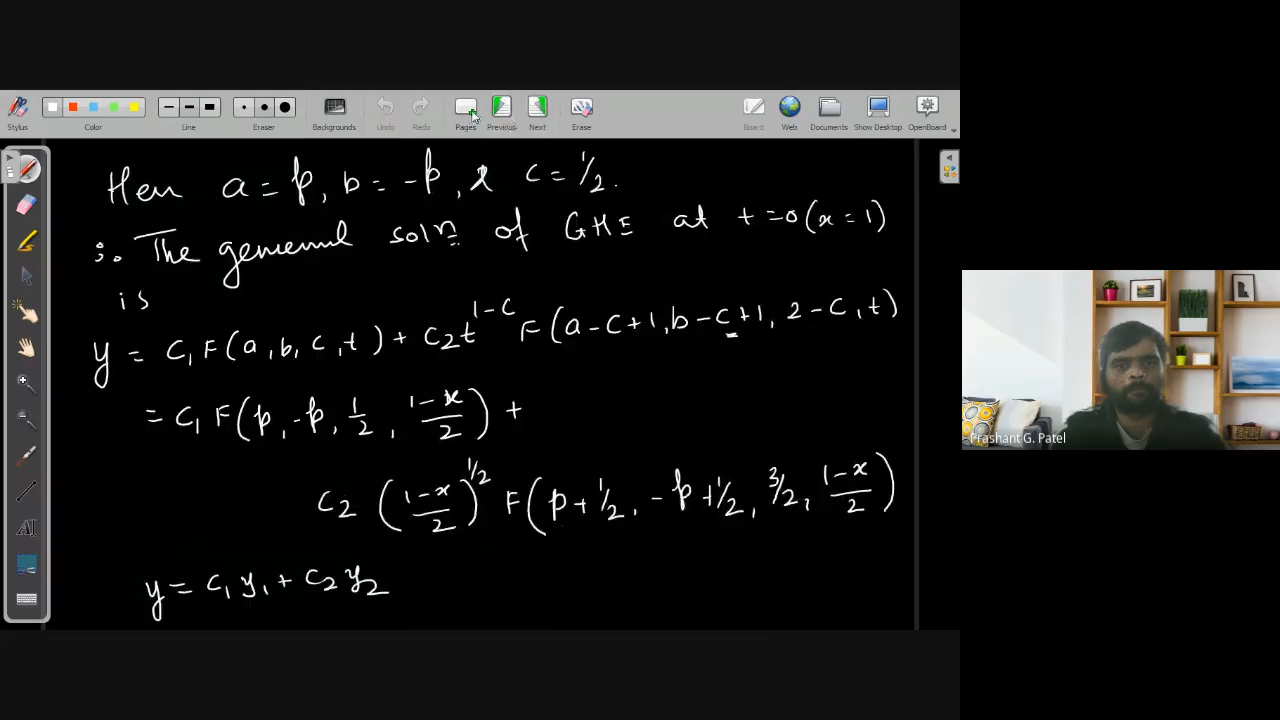 Stylus Color Line Eraser Backgrounds Undo Redo Pages Previous Next Erase Board Web Documents Show Desktop OpenBoard
Hen a = p, b = -p, & c = 1/2.
∴ The general soln of GHE at t = 0 (x = 1)
is
y = c₁ F(a, b, c, t) + c₂ t^{1-c} F(a-c+1, b-c+1, 2-c, t)
= c₁ F(p, -p, 1/2, (1-x)/2) +
c₂ ((1-x)/2)^{1/2} F(p+1/2, -p+1/2, 3/2, (1-x)/2)
y = c₁y₁ + c₂y₂
Prashant G. Patel